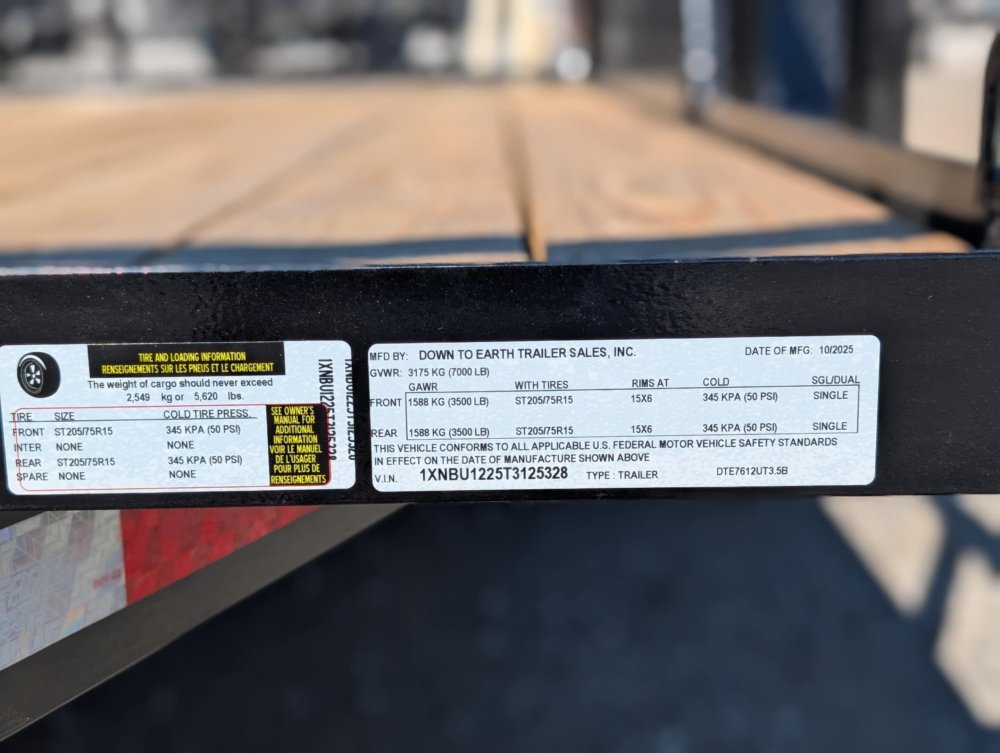 TIRE AND LOADING INFORMATION
RENSEIGNEMENTS SUR LES PNEUS ET LE CHARGEMENT
The weight of cargo should never exceed
2,549 kg or 5,620 lbs.
TIRE SIZE COLD TIRE PRESS.
FRONT ST205/75R15 345 KPA (50 PSI)
INTER NONE NONE
REAR ST205/75R15 345 KPA (50 PSI)
SPARE NONE NONE
SEE OWNER'S
MANUAL FOR
ADDITIONAL
INFORMATION
VOIR LE MANUEL
DE L'USAGER
POUR PLUS DE
RENSEIGNEMENTS
1XNBU1225T3125328
MFD BY: DOWN TO EARTH TRAILER SALES, INC. DATE OF MFG: 10/2025
GVWR: 3175 KG (7000 LB)
GAWR WITH TIRES RIMS AT COLD SGL/DUAL
FRONT 1588 KG (3500 LB) ST205/75R15 15X6 345 KPA (50 PSI) SINGLE
REAR 1588 KG (3500 LB) ST205/75R15 15X6 345 KPA (50 PSI) SINGLE
THIS VEHICLE CONFORMS TO ALL APPLICABLE U.S. FEDERAL MOTOR VEHICLE SAFETY STANDARDS
IN EFFECT ON THE DATE OF MANUFACTURE SHOWN ABOVE
V.I.N. 1XNBU1225T3125328 TYPE : TRAILER DTE7612UT3.5B